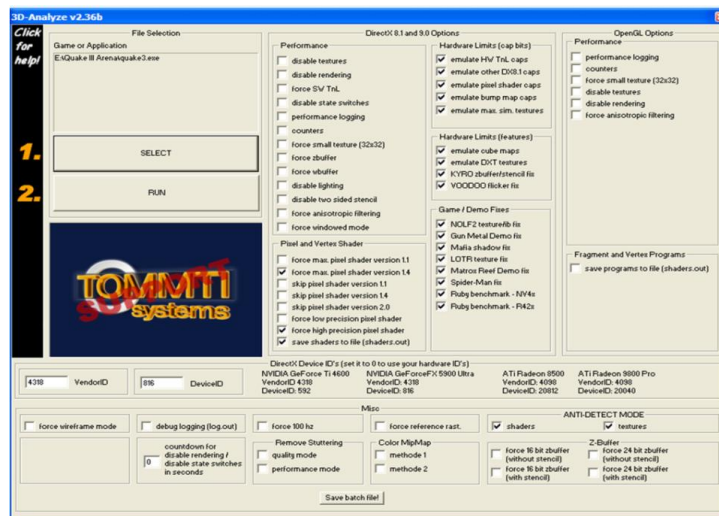 3D-Analyze v2.36b
Click
for
help!
1.
2.
File Selection
Game or Application
E:\Quake III Arena\quake3.exe
SELECT
RUN
TOMMTI
systems
SUPPORT
DirectX 8.1 and 9.0 Options
Performance
disable textures
disable rendering
force SW TnL
disable state switches
performance logging
counters
force small texture (32x32)
force zbuffer
force wbuffer
disable lighting
disable two sided stencil
force anisotropic filtering
force windowed mode
Pixel and Vertex Shader
force max. pixel shader version 1.1
force max. pixel shader version 1.4
skip pixel shader version 1.1
skip pixel shader version 1.4
skip pixel shader version 2.0
force low precision pixel shader
force high precision pixel shader
save shaders to file (shaders.out)
Hardware Limits (cap bits)
emulate HW TnL caps
emulate other DX8.1 caps
emulate pixel shader caps
emulate bump map caps
emulate max. sim. textures
Hardware Limits (features)
emulate cube maps
emulate DXT textures
KYRO zbuffer/stencil fix
VOODOO flicker fix
Game / Demo Fixes
NOLF2 texture/ib fix
Gun Metal Demo fix
Mafia shadow fix
LOTR texture fix
Matrox Reef Demo fix
Spider-Man fix
Ruby benchmark - NV4x
Ruby benchmark - R42x
OpenGL Options
Performance
performance logging
counters
force small texture (32x32)
disable textures
disable rendering
force anisotropic filtering
Fragment and Vertex Programs
save programs to file (shaders.out)
DirectX Device ID's (set it to 0 to use your hardware ID's)
4318 VendorID
816 DeviceID
NVIDIA GeForce Ti 4600
VendorID 4318
DeviceID: 592
NVIDIA GeForceFX 5900 Ultra
VendorID: 4318
DeviceID: 816
ATi Radeon 8500
VendorID: 4098
DeviceID: 20812
ATi Radeon 9800 Pro
VendorID: 4098
DeviceID: 20040
Misc
force wireframe mode
debug logging (log.out)
0
countdown for
disable rendering /
disable state switches
in seconds
force 100 hz
Remove Stuttering
quality mode
performance mode
force reference rast.
Color MipMap
methode 1
methode 2
ANTI-DETECT MODE
shaders
textures
Z-Buffer
force 16 bit zbuffer
(without stencil)
force 24 bit zbuffer
(without stencil)
force 16 bit zbuffer
(with stencil)
force 24 bit zbuffer
(with stencil)
Save batch file!